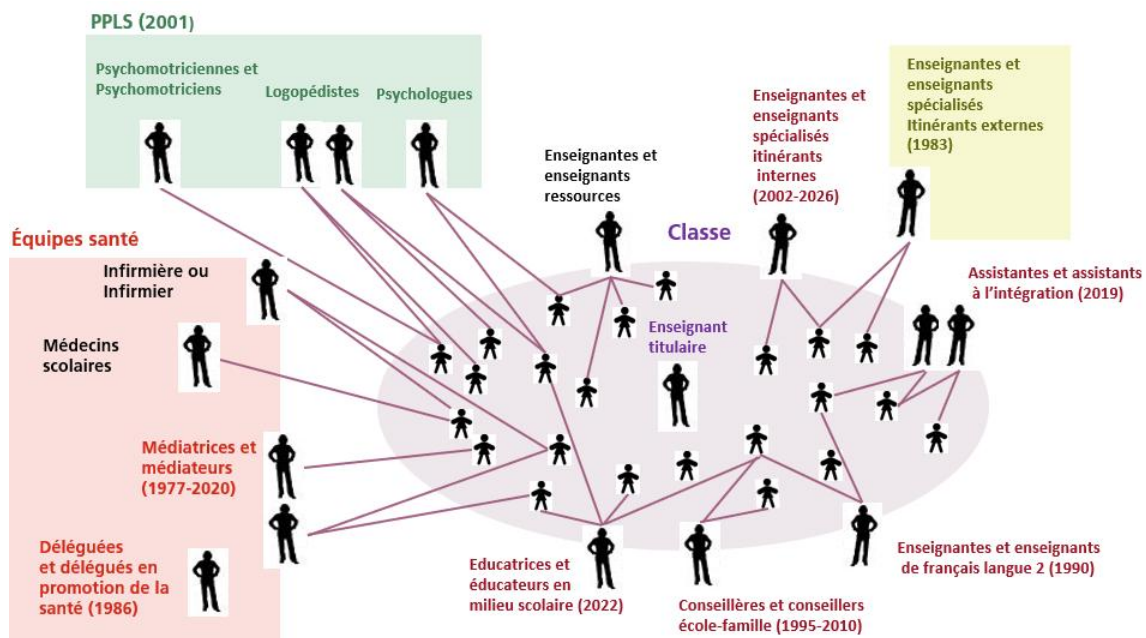 PPLS (2001)
Psychomotriciennes et
Psychomotriciens
Logopédistes
Psychologues
Enseignantes et
enseignants
ressources
Enseignantes et
enseignants
spécialisés
itinérants
internes
(2002-2026)
Enseignantes et
enseignants
spécialisés
Itinérants externes
(1983)
Classe
Équipes santé
Infirmière ou
Infirmier
Médecins
scolaires
Enseignant
titulaire
Assistantes et assistants
à l'intégration (2019)
Médiatrices et
médiateurs
(1977-2020)
Déléguées
et délégués en
promotion de la
santé (1986)
Educatrices et
éducateurs en
milieu scolaire (2022)
Conseillères et conseillers
école-famille (1995-2010)
Enseignantes et enseignants
de français langue 2 (1990)